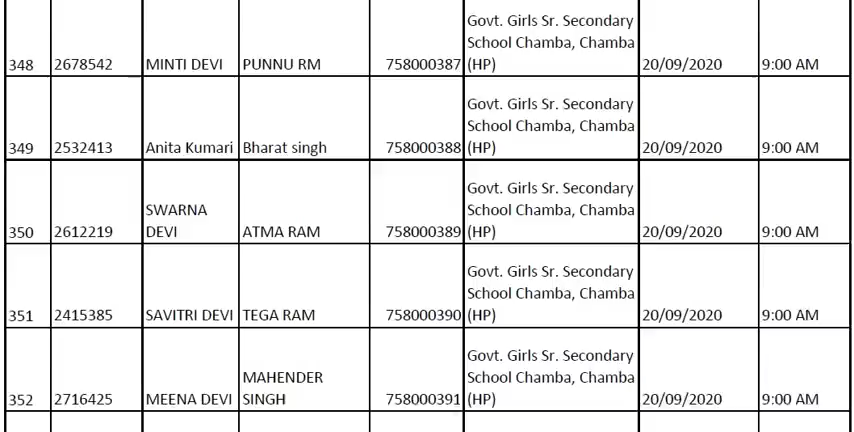 Govt. Girls Sr. Secondary
School Chamba, Chamba
348 2678542 MINTI DEVI PUNNU RM 758000387 (HP) 20/09/2020 9:00 AM
Govt. Girls Sr. Secondary
School Chamba, Chamba
349 2532413 Anita Kumari Bharat singh 758000388 (HP) 20/09/2020 9:00 AM
Govt. Girls Sr. Secondary
SWARNA School Chamba, Chamba
350 2612219 DEVI ATMA RAM 758000389 (HP) 20/09/2020 9:00 AM
Govt. Girls Sr. Secondary
School Chamba, Chamba
351 2415385 SAVITRI DEVI TEGA RAM 758000390 (HP) 20/09/2020 9:00 AM
Govt. Girls Sr. Secondary
MAHENDER School Chamba, Chamba
352 2716425 MEENA DEVI SINGH 758000391 (HP) 20/09/2020 9:00 AM